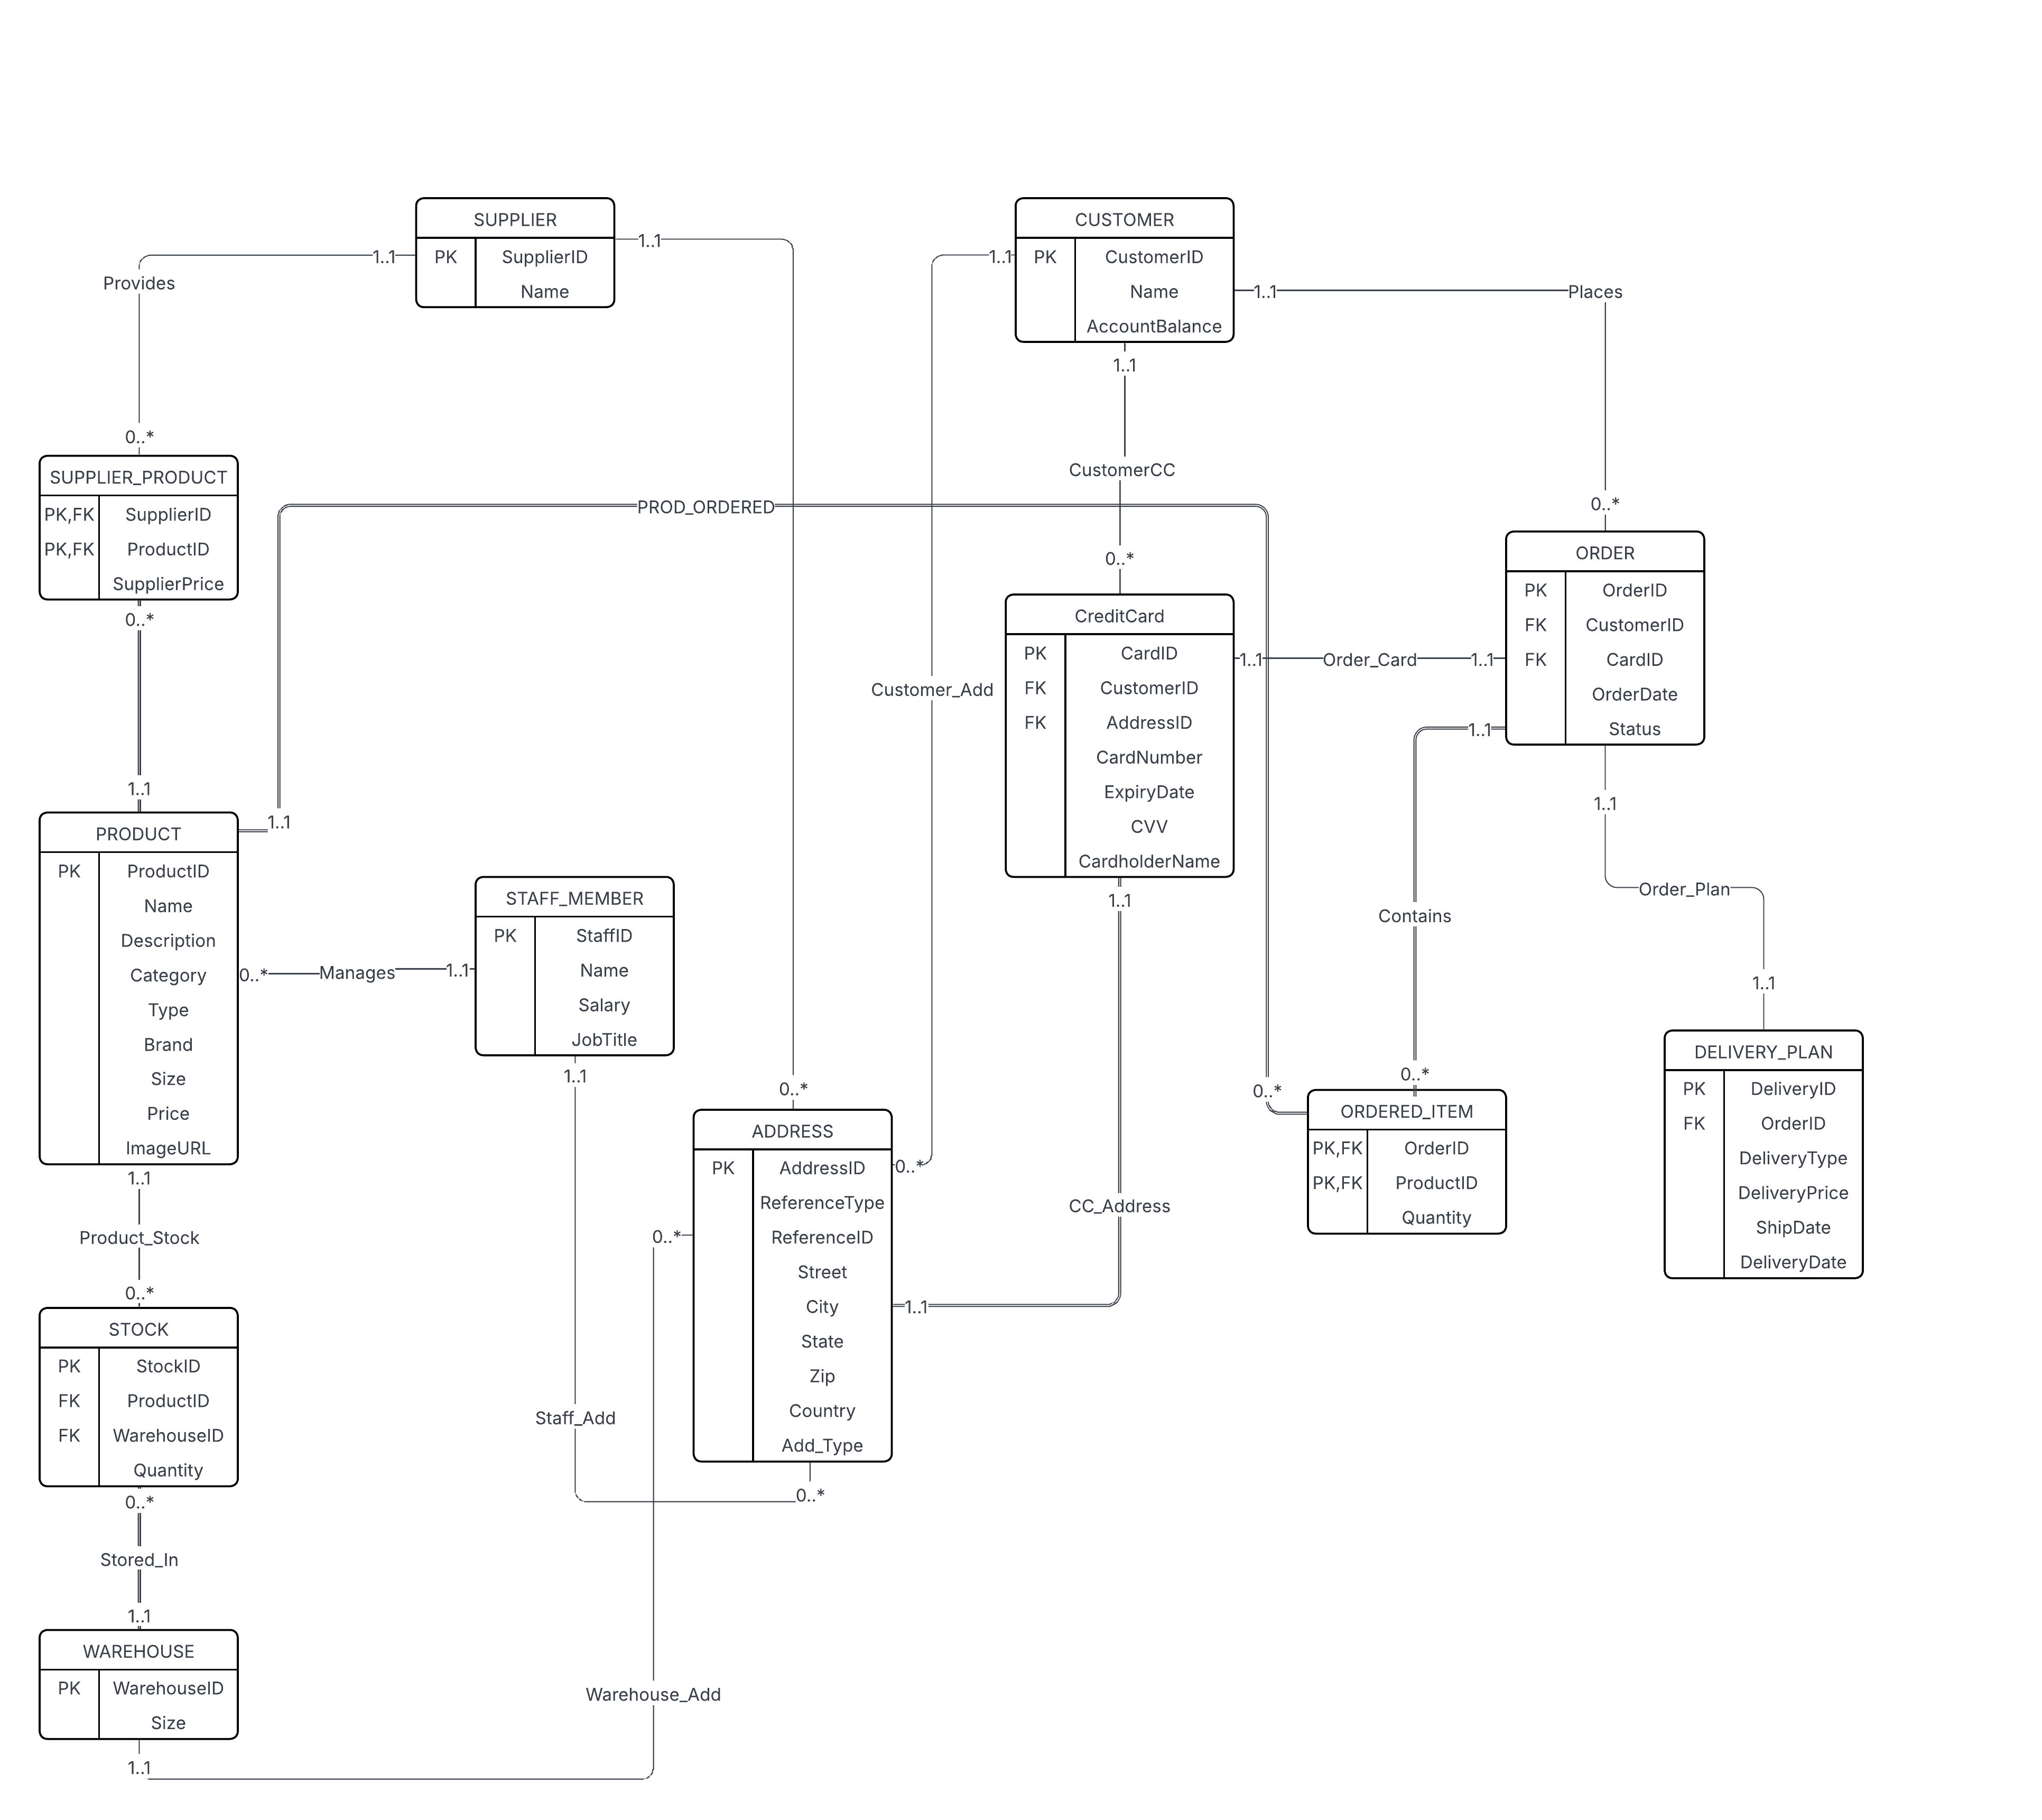 SUPPLIER
PK SupplierID
Name
1..1
1..1
CUSTOMER
PK CustomerID
Name
AccountBalance
1..1
1..1
1..1
Places
Provides
0..*
SUPPLIER_PRODUCT
PK,FK SupplierID
PK,FK ProductID
SupplierPrice
0..*
1..1
PROD_ORDERED
CustomerCC
0..*
0..*
ORDER
PK OrderID
FK CustomerID
FK CardID
OrderDate
Status
CreditCard
PK CardID
FK CustomerID
FK AddressID
CardNumber
ExpiryDate
CVV
CardholderName
1..1
Order_Card
1..1
1..1
1..1
Customer_Add
1..1
PRODUCT
PK ProductID
Name
Description
Category
Type
Brand
Size
Price
ImageURL
1..1
0..*
Manages
1..1
STAFF_MEMBER
PK StaffID
Name
Salary
JobTitle
1..1
1..1
Contains
Order_Plan
1..1
0..*
0..*
0..*
ADDRESS
PK AddressID
ReferenceType
ReferenceID
Street
City
State
Zip
Country
Add_Type
0..*
0..*
1..1
0..*
CC_Address
ORDERED_ITEM
PK,FK OrderID
PK,FK ProductID
Quantity
DELIVERY_PLAN
PK DeliveryID
FK OrderID
DeliveryType
DeliveryPrice
ShipDate
DeliveryDate
Product_Stock
0..*
STOCK
PK StockID
FK ProductID
FK WarehouseID
Quantity
0..*
Staff_Add
Stored_In
1..1
WAREHOUSE
PK WarehouseID
Size
1..1
Warehouse_Add